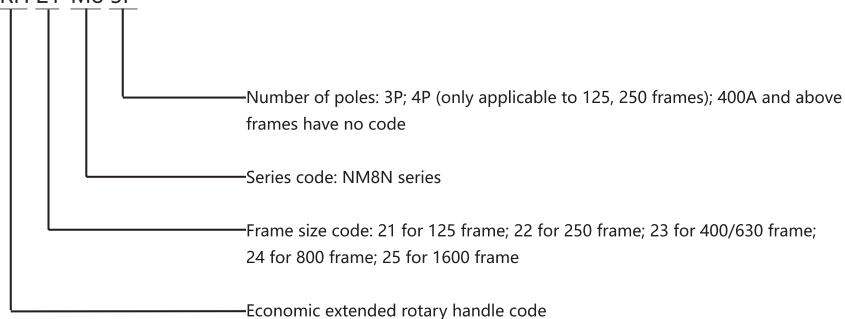 Number of poles: 3P; 4P (only applicable to 125, 250 frames); 400A and above
frames have no code
Series code: NM8N series
Frame size code: 21 for 125 frame; 22 for 250 frame; 23 for 400/630 frame;
24 for 800 frame; 25 for 1600 frame
Economic extended rotary handle code